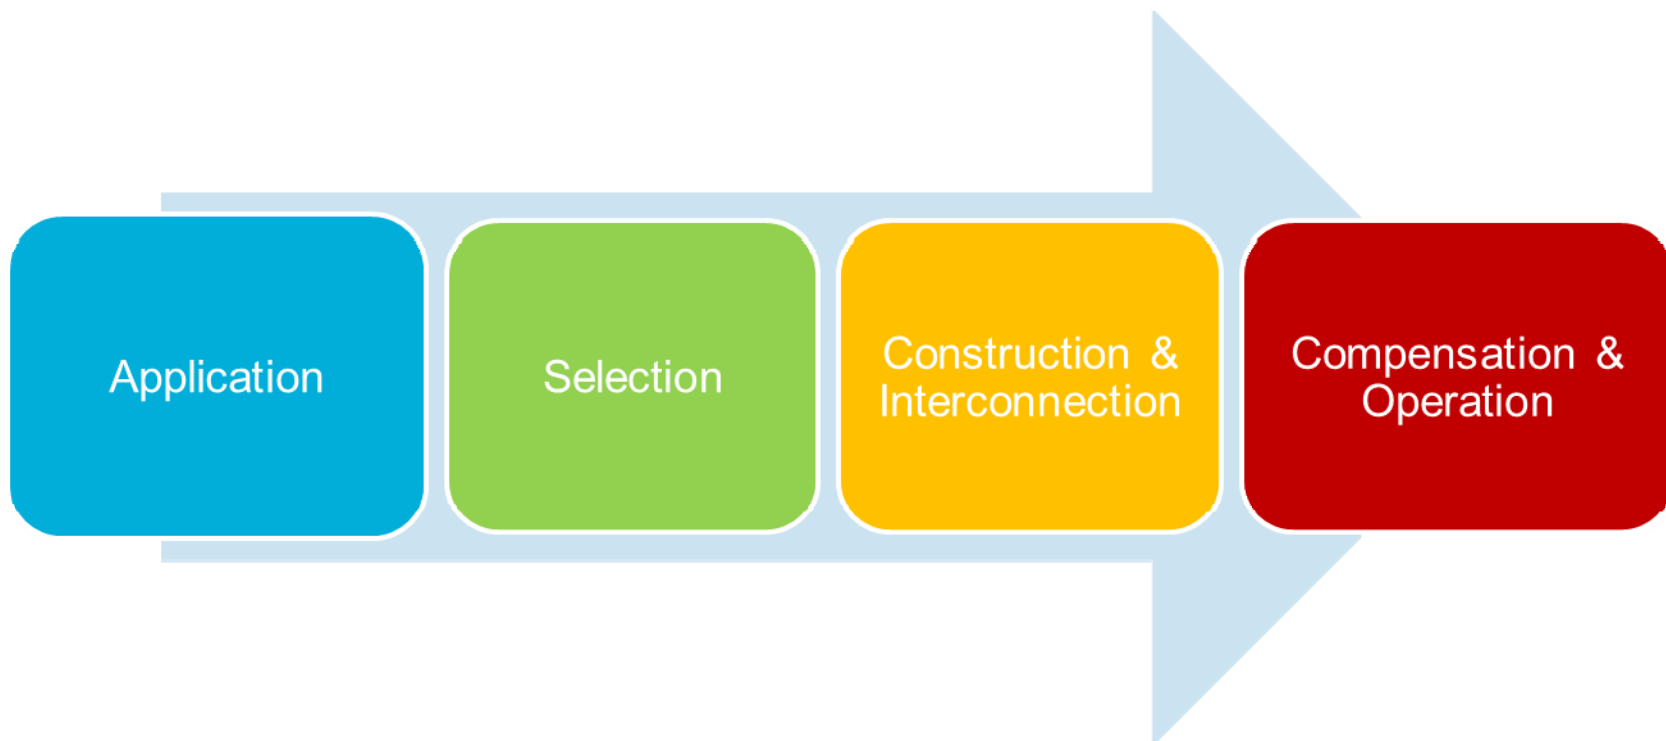 Application
Selection
Construction &
Interconnection
Compensation &
Operation